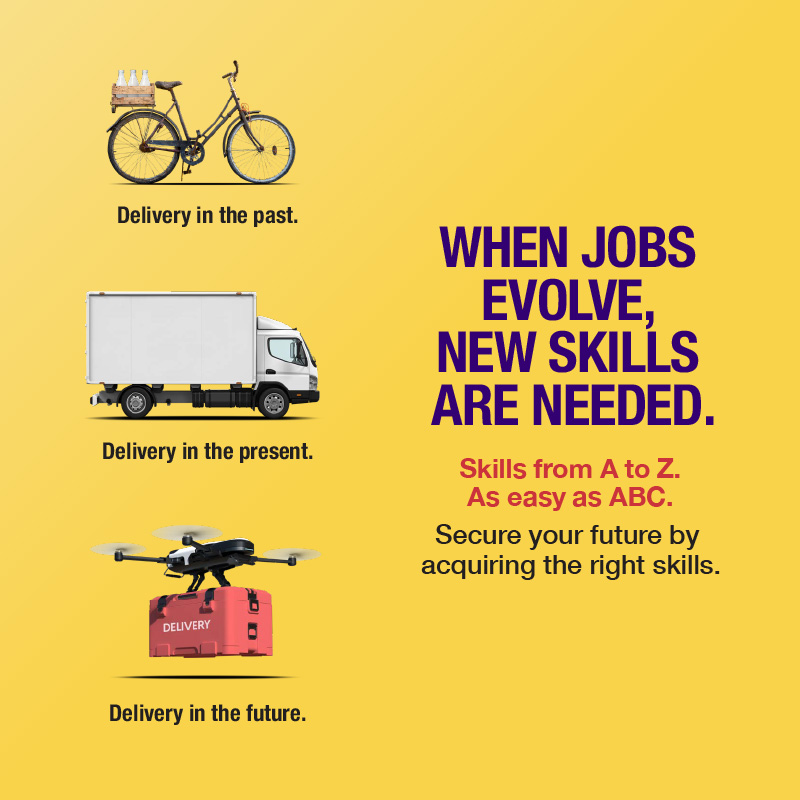 Delivery in the past.
Delivery in the present.
DELIVERY
Delivery in the future.
WHEN JOBS
EVOLVE,
NEW SKILLS
ARE NEEDED.
Skills from A to Z.
As easy as ABC.
Secure your future by
acquiring the right skills.